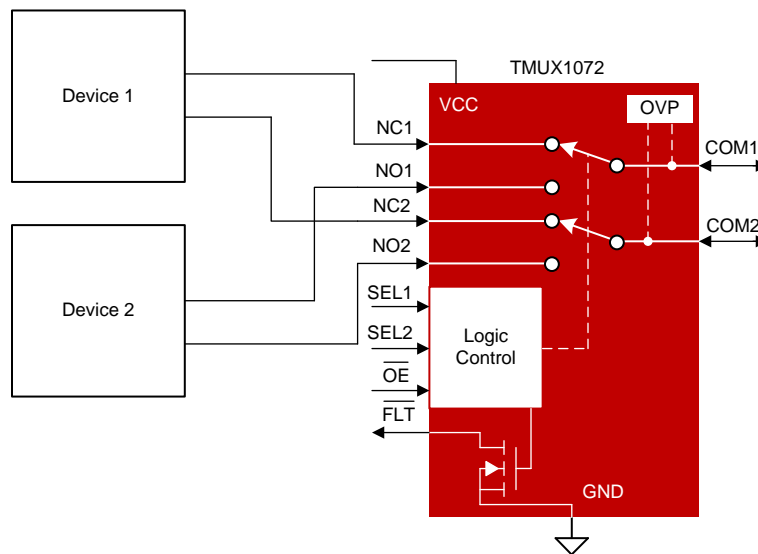 TMUX1072
Device 1
VCC
OVP
NC1
COM1
NO1
NC2
COM2
NO2
Device 2
SEL1
SEL2
Logic
Control
OE
FLT
GND